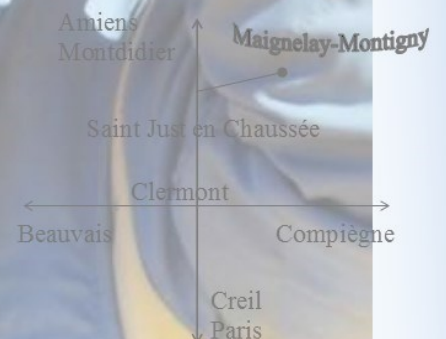 Amiens
Maignelay-Montigny
Montdidier
Saint Just en Chaussée
Clermont
Beauvais
Compiègne
Creil
Paris